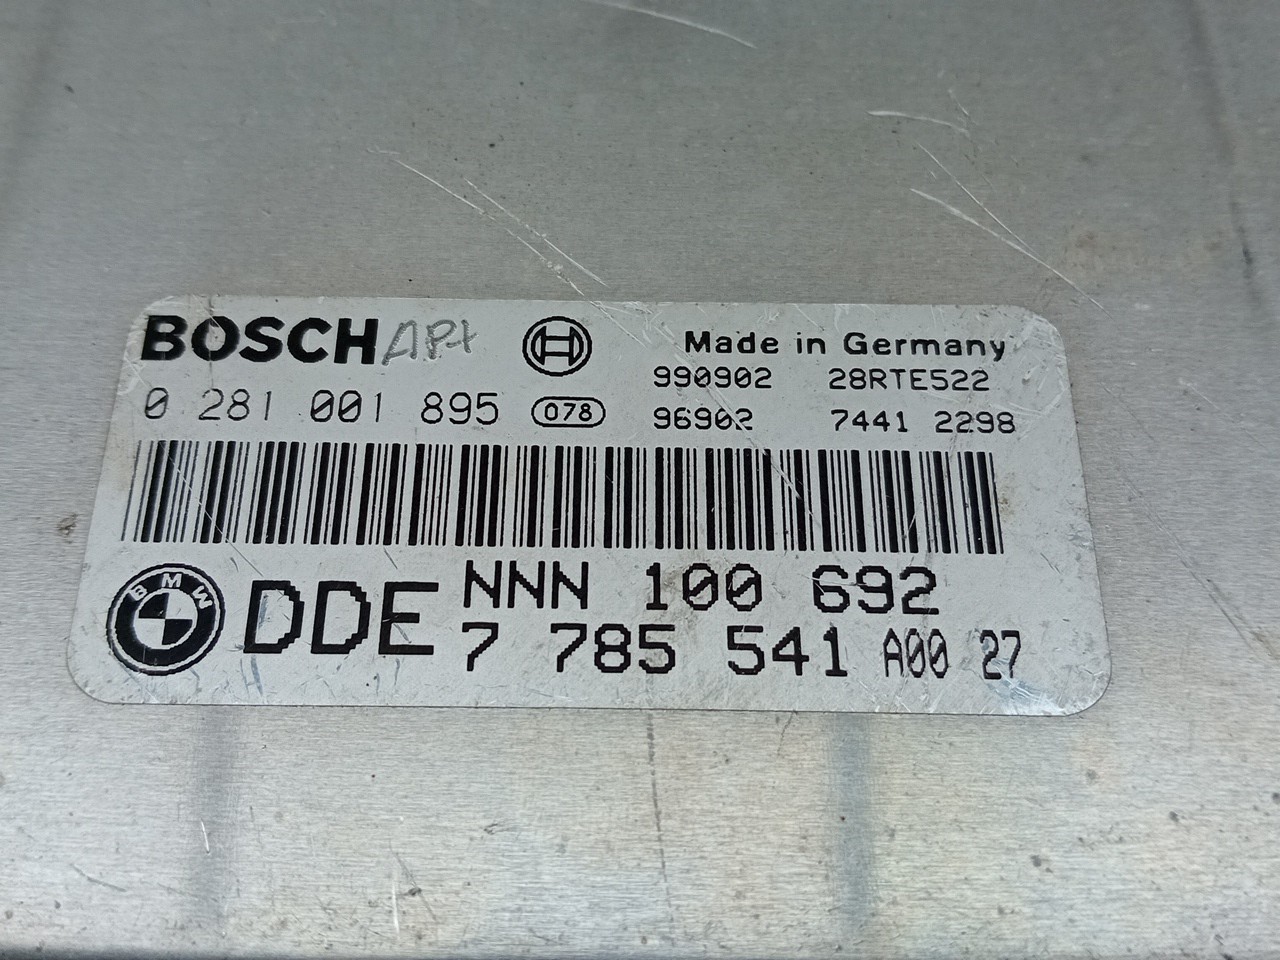 BOSCH
Made in Germany
990902 28RTE522
0 281 001 895 078
96902 7441 2298
BMW
DDE NNN 100 692
7 785 541 A00 27